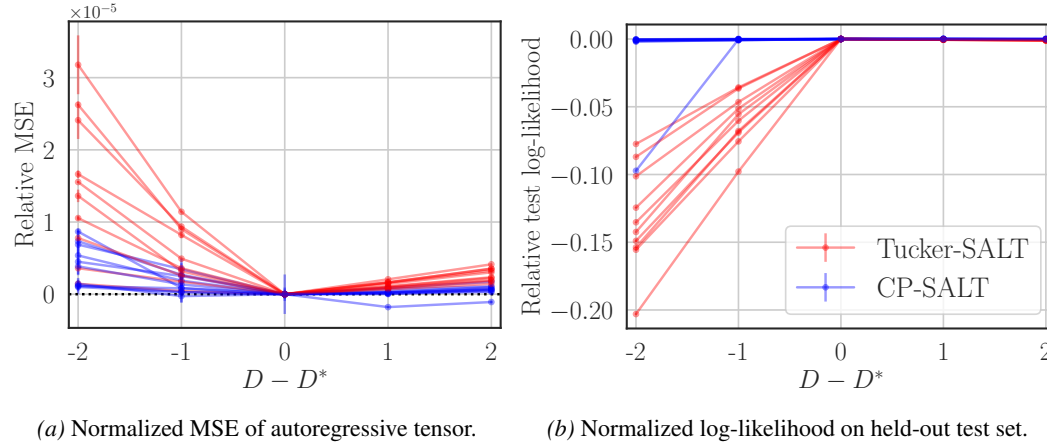 ×10⁻⁵
3
2
1
0
Relative MSE
-2
-1
0
1
2
D − D*
(a) Normalized MSE of autoregressive tensor.
0.00
−0.05
−0.10
−0.15
−0.20
Relative test log-likelihood
Tucker-SALT
CP-SALT
-2
-1
0
1
2
D − D*
(b) Normalized log-likelihood on held-out test set.